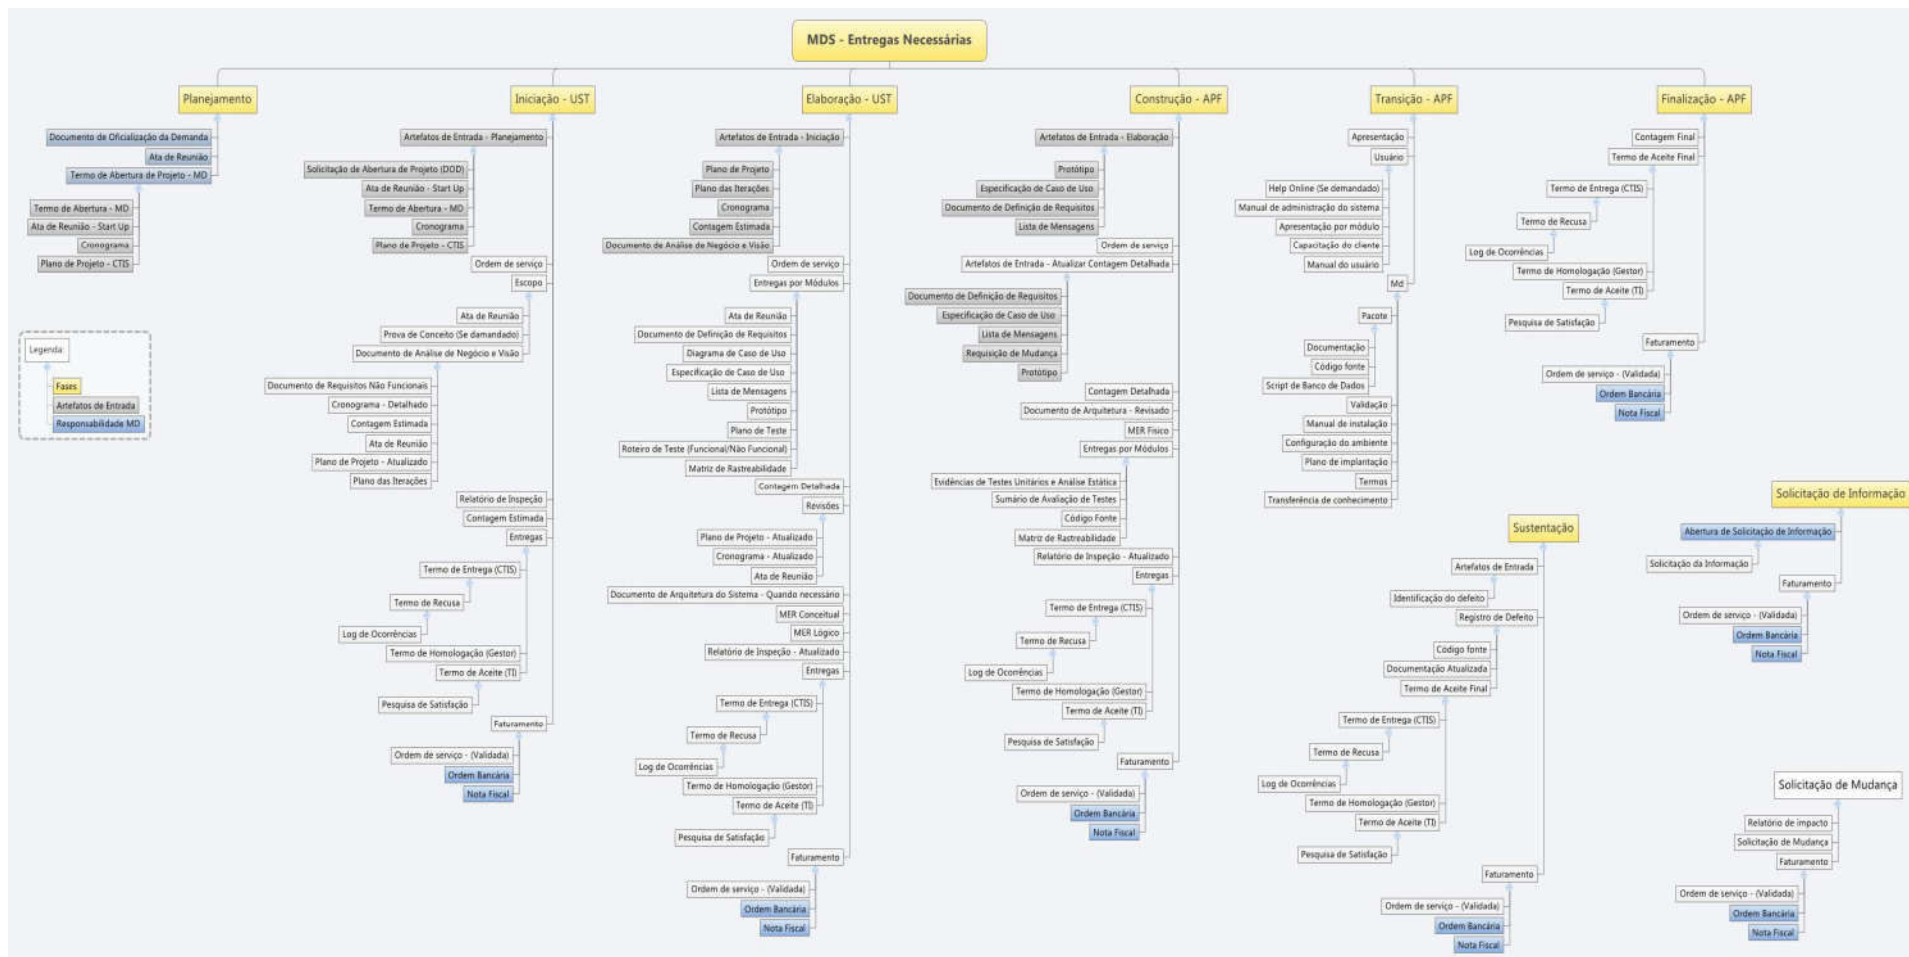 MDS - Entregas Necessárias
Planejamento
Documento de Oficialização da Demanda
Ata de Reunião
Termo de Abertura de Projeto - MD
Termo de Abertura - MD
Ata de Reunião - Start Up
Cronograma
Plano de Projeto - CTIS
Legenda:
Fases
Artefatos de Entrada
Responsabilidade MD
Iniciação - UST
Artefatos de Entrada - Planejamento
Solicitação de Abertura de Projeto (DOD)
Ata de Reunião - Start Up
Termo de Abertura - MD
Cronograma
Plano de Projeto - CTIS
Ordem de serviço
Escopo
Ata de Reunião
Prova de Conceito (Se demandado)
Documento de Análise de Negócio e Visão
Documento de Requisitos Não Funcionais
Cronograma - Detalhado
Contagem Estimada
Ata de Reunião
Plano de Projeto - Atualizado
Plano das Iterações
Relatório de Inspeção
Contagem Estimada
Entregas
Termo de Entrega (CTIS)
Termo de Recusa
Log de Ocorrências
Termo de Homologação (Gestor)
Termo de Aceite (TI)
Pesquisa de Satisfação
Faturamento
Ordem de serviço - (Validada)
Ordem Bancária
Nota Fiscal
Elaboração - UST
Artefatos de Entrada - Iniciação
Plano de Projeto
Plano das Iterações
Cronograma
Contagem Estimada
Documento de Análise de Negócio e Visão
Ordem de serviço
Entregas por Módulos
Ata de Reunião
Documento de Definição de Requisitos
Diagrama de Caso de Uso
Especificação de Caso de Uso
Lista de Mensagens
Protótipo
Plano de Teste
Roteiro de Teste (Funcional/Não Funcional)
Matriz de Rastreabilidade
Contagem Detalhada
Revisões
Plano de Projeto - Atualizado
Cronograma - Atualizado
Ata de Reunião
Documento de Arquitetura do Sistema - Quando necessário
MER Conceitual
MER Lógico
Relatório de Inspeção - Atualizado
Entregas
Termo de Entrega (CTIS)
Termo de Recusa
Log de Ocorrências
Termo de Homologação (Gestor)
Termo de Aceite (TI)
Pesquisa de Satisfação
Faturamento
Ordem de serviço - (Validada)
Ordem Bancária
Nota Fiscal
Construção - APF
Artefatos de Entrada - Elaboração
Protótipo
Especificação de Caso de Uso
Documento de Definição de Requisitos
Lista de Mensagens
Ordem de serviço
Artefatos de Entrada - Atualizar Contagem Detalhada
Documento de Definição de Requisitos
Especificação de Caso de Uso
Lista de Mensagens
Requisição de Mudança
Protótipo
Contagem Detalhada
Documento de Arquitetura - Revisado
MER Físico
Entregas por Módulos
Evidências de Testes Unitários e Análise Estática
Sumário de Avaliação de Testes
Código Fonte
Matriz de Rastreabilidade
Relatório de Inspeção - Atualizado
Entregas
Termo de Entrega (CTIS)
Termo de Recusa
Log de Ocorrências
Termo de Homologação (Gestor)
Termo de Aceite (TI)
Pesquisa de Satisfação
Faturamento
Ordem de serviço - (Validada)
Ordem Bancária
Nota Fiscal
Transição - APF
Apresentação
Usuário
Help Online (Se demandado)
Manual de administração do sistema
Apresentação por módulo
Capacitação do cliente
Manual do usuário
Md
Pacote
Documentação
Código fonte
Script de Banco de Dados
Validação
Manual de instalação
Configuração do ambiente
Plano de implantação
Termos
Transferência de conhecimento
Finalização - APF
Contagem Final
Termo de Aceite Final
Termo de Entrega (CTIS)
Termo de Recusa
Log de Ocorrências
Termo de Homologação (Gestor)
Termo de Aceite (TI)
Pesquisa de Satisfação
Faturamento
Ordem de serviço - (Validada)
Ordem Bancária
Nota Fiscal
Sustentação
Artefatos de Entrada
Identificação do defeito
Registro de Defeito
Código fonte
Documentação Atualizada
Termo de Aceite Final
Termo de Entrega (CTIS)
Termo de Recusa
Log de Ocorrências
Termo de Homologação (Gestor)
Termo de Aceite (TI)
Pesquisa de Satisfação
Faturamento
Ordem de serviço - (Validada)
Ordem Bancária
Nota Fiscal
Solicitação de Informação
Abertura de Solicitação de Informação
Solicitação da Informação
Faturamento
Ordem de serviço - (Validada)
Ordem Bancária
Nota Fiscal
Solicitação de Mudança
Relatório de impacto
Solicitação de Mudança
Faturamento
Ordem de serviço - (Validada)
Ordem Bancária
Nota Fiscal